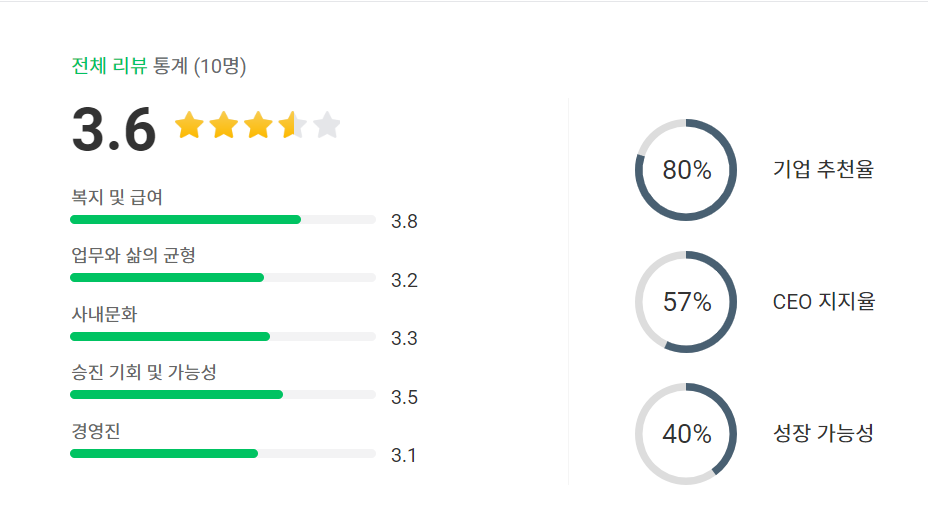 전체 리뷰 통계 (10명)
3.6
복지 및 급여
3.8
업무와 삶의 균형
3.2
사내문화
3.3
승진 기회 및 가능성
3.5
경영진
3.1
80% 기업 추천율
57% CEO 지지율
40% 성장 가능성